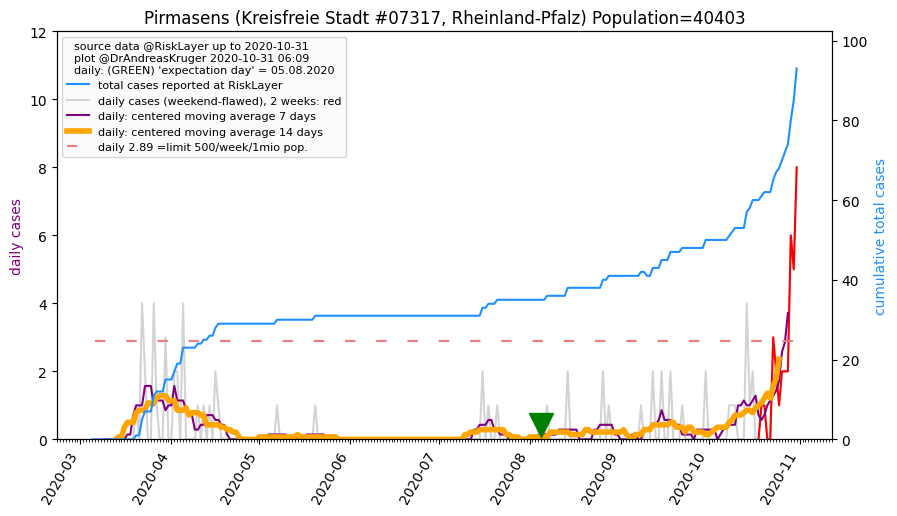 Pirmasens (Kreisfreie Stadt #07317, Rheinland-Pfalz) Population=40403
source data @RiskLayer up to 2020-10-31
plot @DrAndreasKruger 2020-10-31 06:09
daily: (GREEN) 'expectation day' = 05.08.2020
total cases reported at RiskLayer
daily cases (weekend-flawed), 2 weeks: red
daily: centered moving average 7 days
daily: centered moving average 14 days
daily 2.89 =limit 500/week/1mio pop.
daily cases
12
10
8
6
4
2
0
100
80
60
40
20
0
cumulative total cases
2020-03
2020-04
2020-05
2020-06
2020-07
2020-08
2020-09
2020-10
2020-11